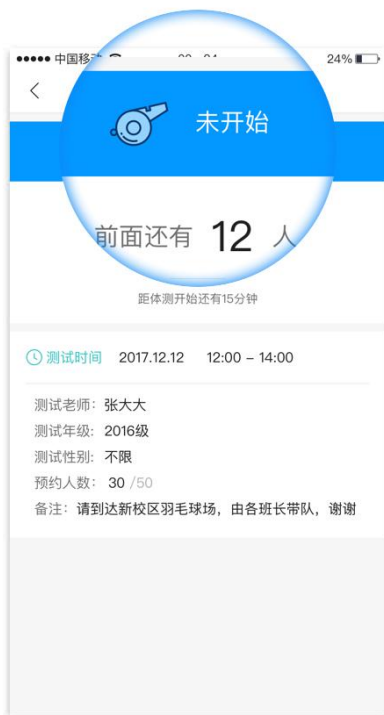 中国移 24%
未开始
前面还有 12 人
距体测开始还有15分钟
测试时间 2017.12.12 12:00 – 14:00
测试老师: 张大大
测试年级: 2016级
测试性别: 不限
预约人数: 30 /50
备注: 请到达新校区羽毛球场，由各班长带队，谢谢